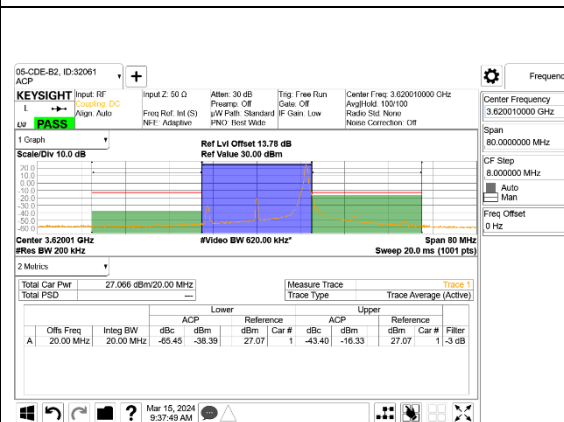 05-CDE-B2, ID:32061
ACP
Frequenc
KEYSIGHT Input: RF Input Z: 50 Ω Atten: 30 dB Trig: Free Run Center Freq: 3.620010000 GHz
L Coupling: DC Preamp: Off Gate: Off Avg|Hold: 100/100
Align: Auto Freq Ref: Int (S) µW Path: Standard IF Gain: Low Radio Std: None
PASS NFE: Adaptive PNO: Best Wide Noise Correction: Off
Center Frequency
3.620010000 GHz
Span
80.0000000 MHz
CF Step
8.000000 MHz
Auto
Man
Freq Offset
0 Hz
1 Graph
Scale/Div 10.0 dB
Ref Lvl Offset 13.78 dB
Ref Value 30.00 dBm
20.0
10.0
0.00
-10.0
-20.0
-30.0
-40.0
-50.0
-60.0
Center 3.62001 GHz #Video BW 620.00 kHz* Span 80 MHz
#Res BW 200 kHz Sweep 20.0 ms (1001 pts)
2 Metrics
Total Car Pwr 27.066 dBm/20.00 MHz Measure Trace Trace 1
Total PSD --- Trace Type Trace Average (Active)
Lower Upper
ACP Reference ACP Reference
Offs Freq Integ BW dBc dBm dBm Car # dBc dBm dBm Car # Filter
A 20.00 MHz 20.00 MHz -65.45 -38.39 27.07 1 -43.40 -16.33 27.07 1 -3 dB
?
Mar 15, 2024
9:37:49 AM